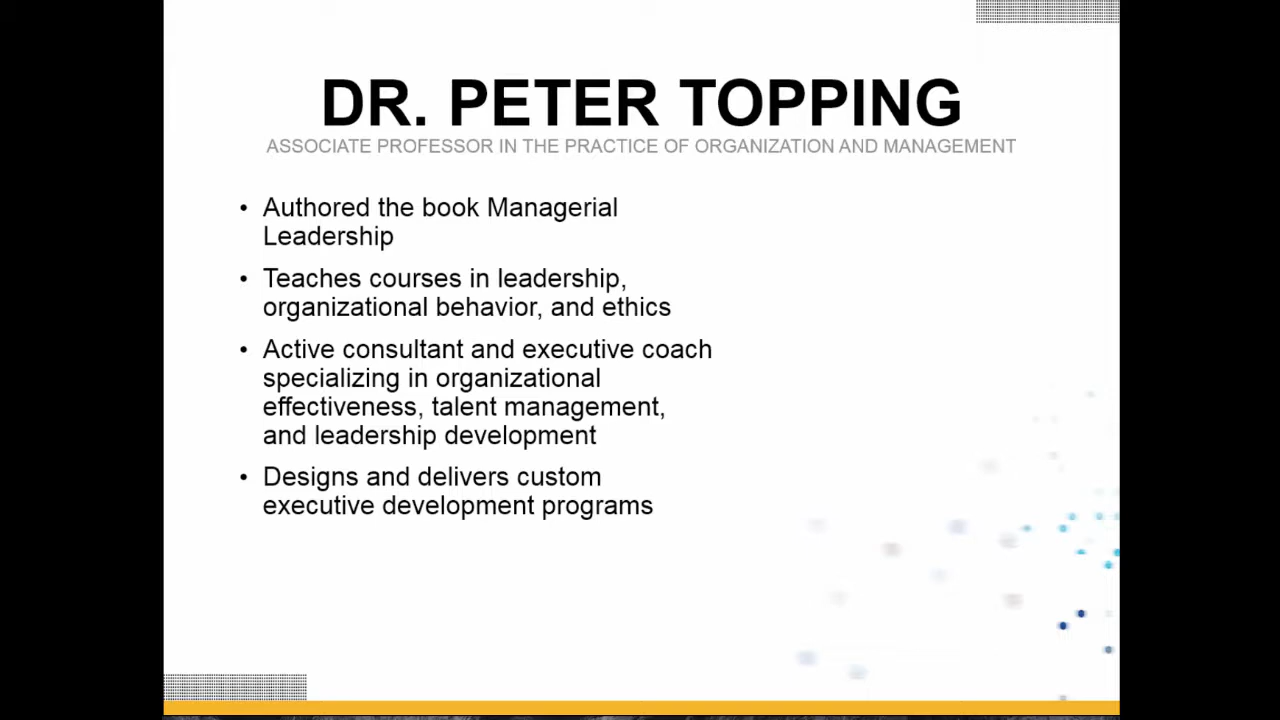 DR. PETER TOPPING
ASSOCIATE PROFESSOR IN THE PRACTICE OF ORGANIZATION AND MANAGEMENT
• Authored the book Managerial
Leadership
• Teaches courses in leadership,
organizational behavior, and ethics
• Active consultant and executive coach
specializing in organizational
effectiveness, talent management,
and leadership development
• Designs and delivers custom
executive development programs